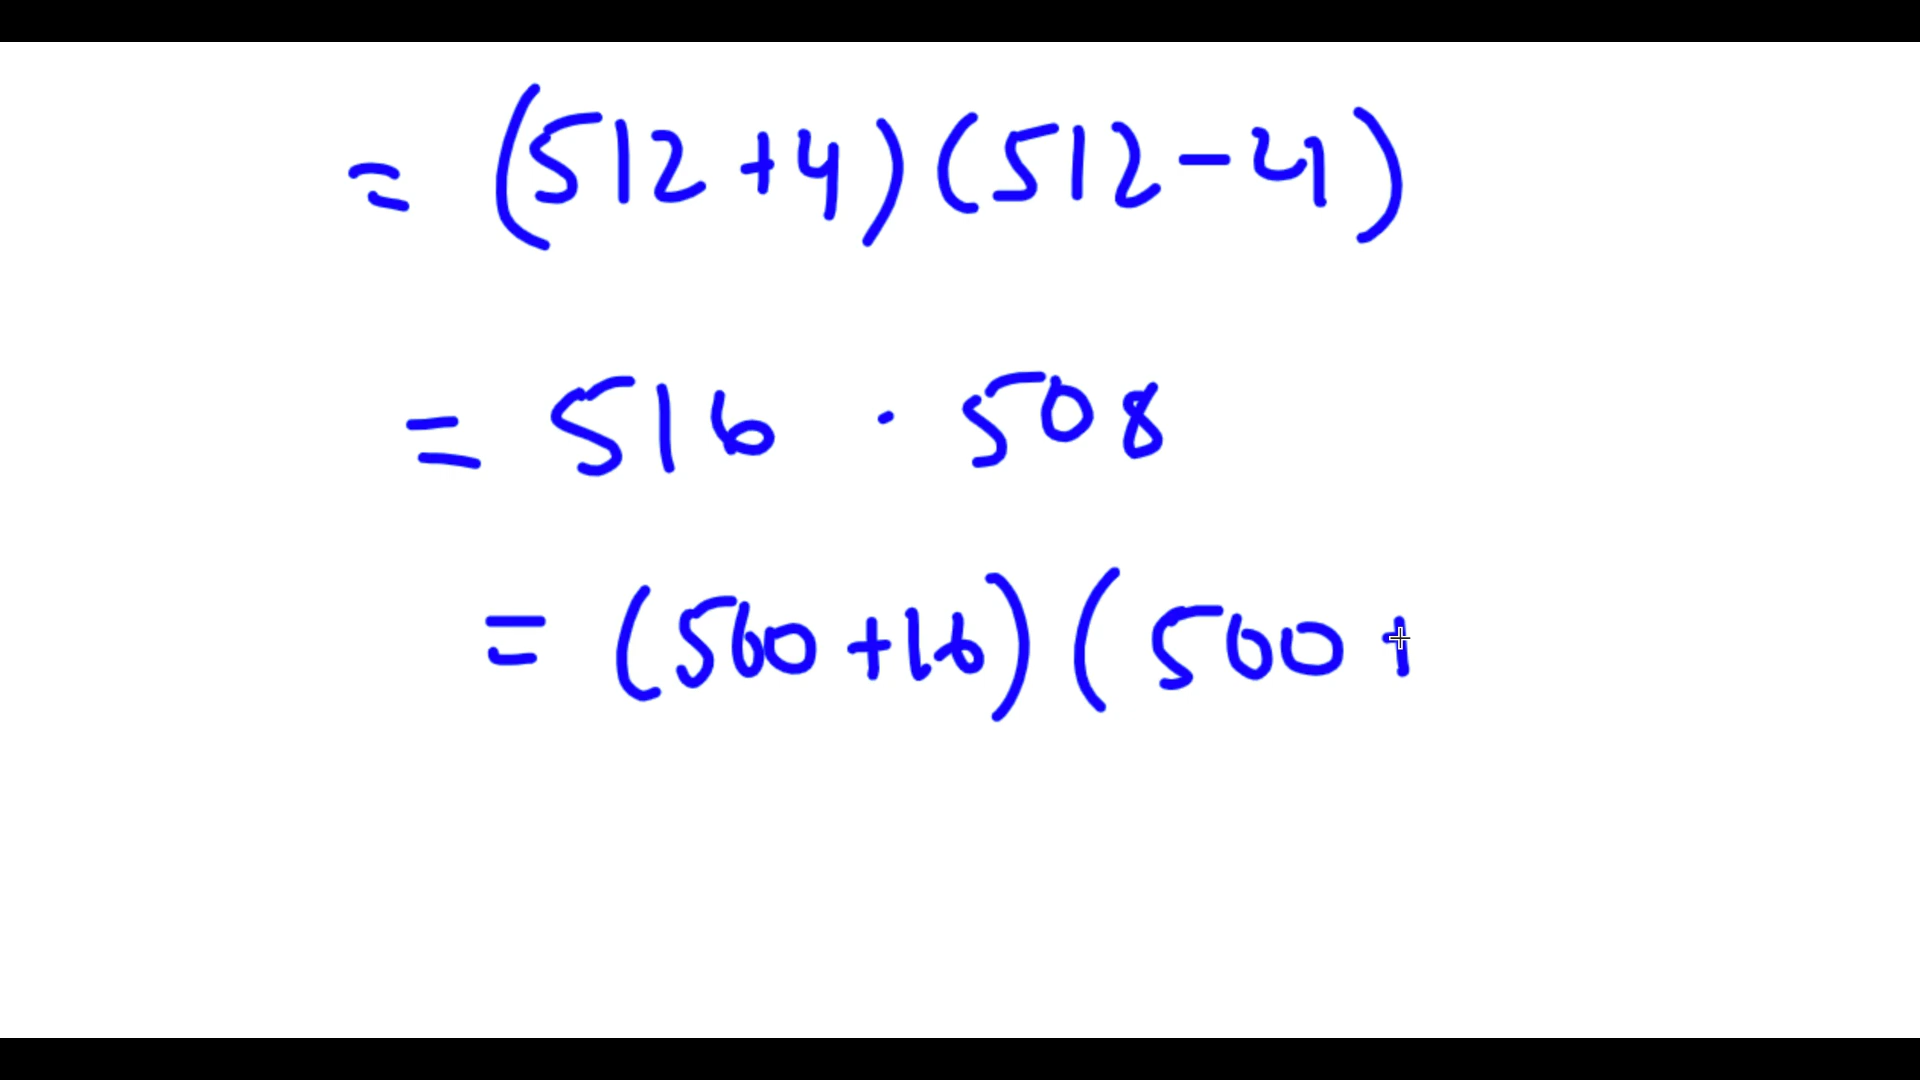 = (512+4)(512-4)
= 516 · 508
= (500+16)(500+